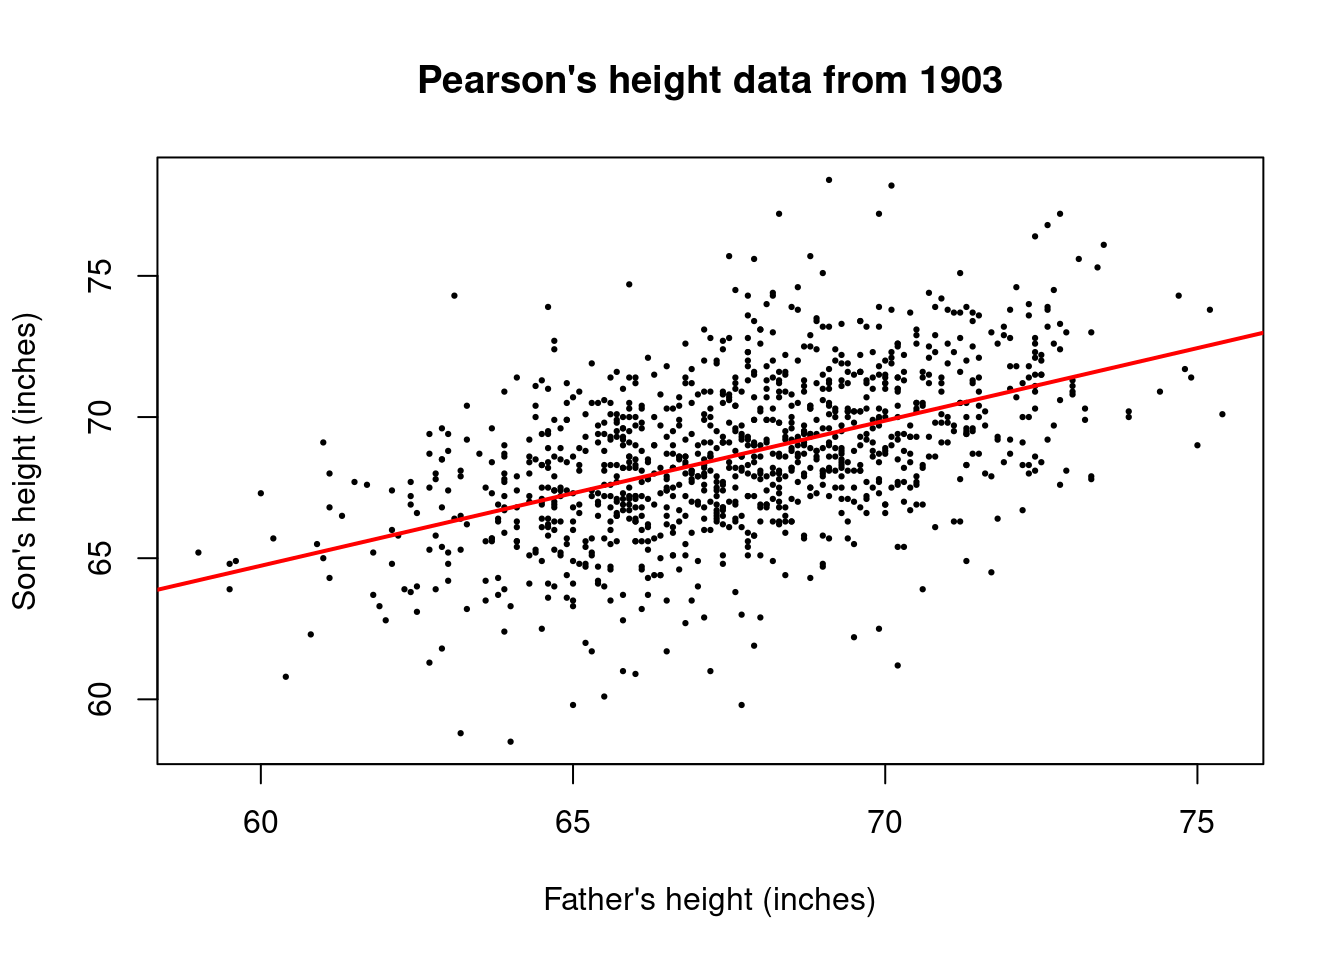 Pearson's height data from 1903
Son's height (inches)
75
70
65
60
60 65 70 75
Father's height (inches)